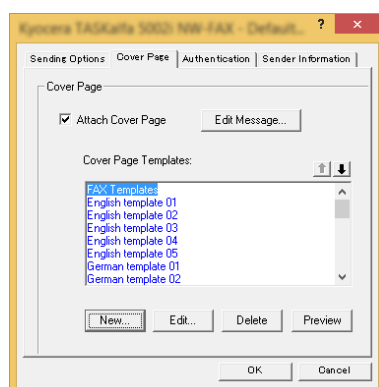 Kyocera TASKalfa 5002i NW-FAX - Default... ? ×
Sending Options Cover Page Authentication Sender Information
Cover Page
Attach Cover Page Edit Message...
Cover Page Templates:
FAX Templates
English template 01
English template 02
English template 03
English template 04
English template 05
German template 01
German template 02
New... Edit... Delete Preview
OK Cancel